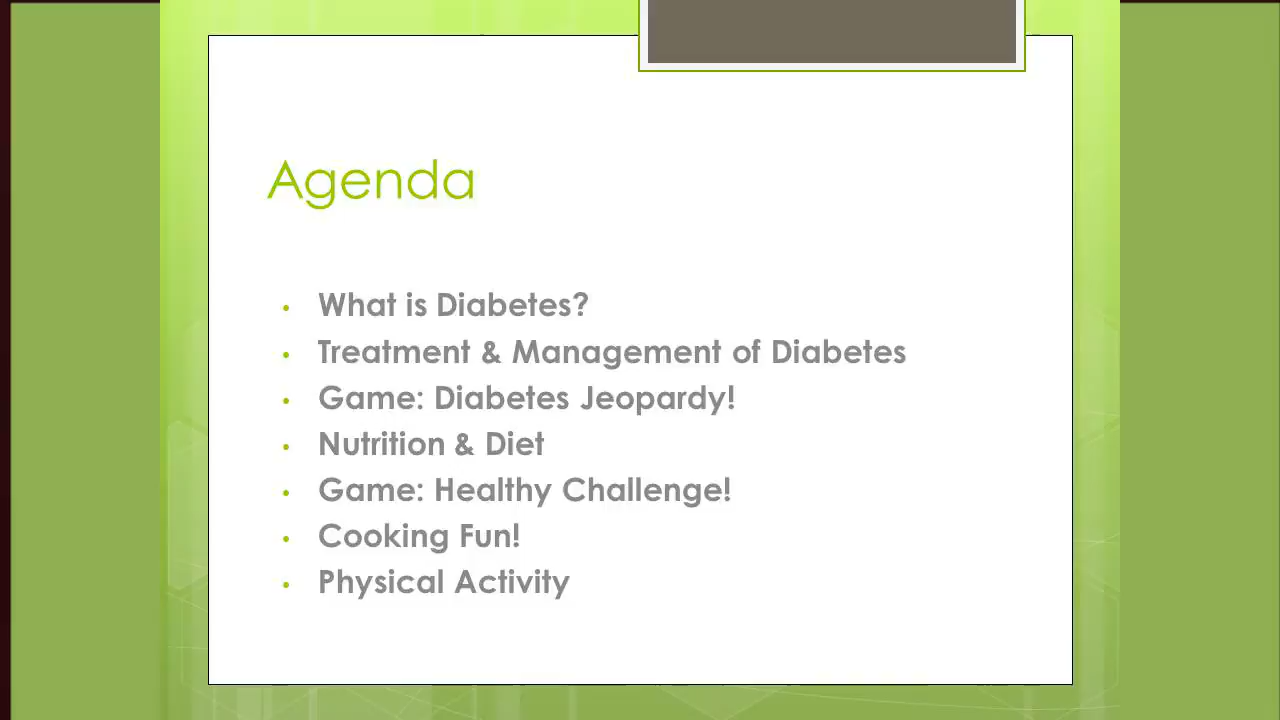 Agenda
• What is Diabetes?
• Treatment & Management of Diabetes
• Game: Diabetes Jeopardy!
• Nutrition & Diet
• Game: Healthy Challenge!
• Cooking Fun!
• Physical Activity